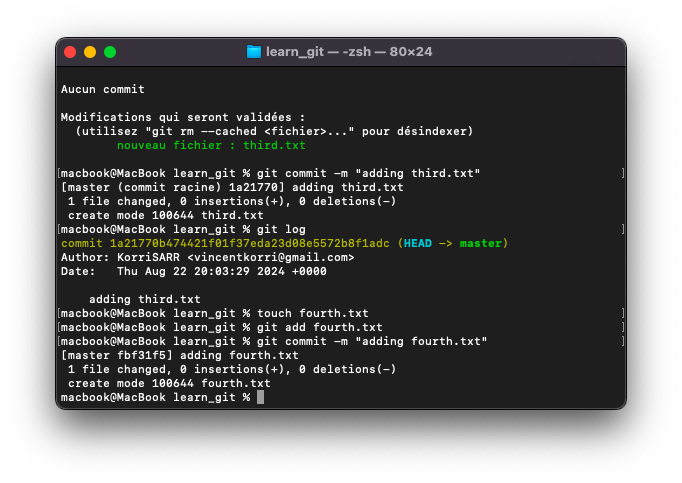 learn_git — -zsh — 80×24
Aucun commit
Modifications qui seront validées :
(utilisez "git rm --cached <fichier>..." pour désindexer)
nouveau fichier : third.txt
[macbook@MacBook learn_git % git commit -m "adding third.txt" ]
[master (commit racine) 1a21770] adding third.txt
1 file changed, 0 insertions(+), 0 deletions(-)
create mode 100644 third.txt
[macbook@MacBook learn_git % git log ]
commit 1a21770b474421f01f37eda23d08e5572b8f1adc (HEAD -> master)
Author: KorriSARR <vincentkorri@gmail.com>
Date:   Thu Aug 22 20:03:29 2024 +0000
adding third.txt
[macbook@MacBook learn_git % touch fourth.txt ]
[macbook@MacBook learn_git % git add fourth.txt ]
[macbook@MacBook learn_git % git commit -m "adding fourth.txt" ]
[master fbf31f5] adding fourth.txt
1 file changed, 0 insertions(+), 0 deletions(-)
create mode 100644 fourth.txt
macbook@MacBook learn_git %